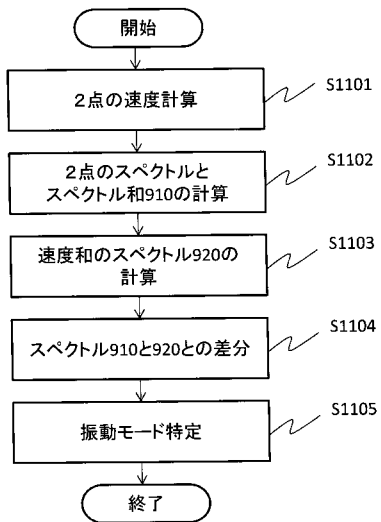 開始
2点の速度計算
S1101
2点のスペクトルと
スペクトル和910の計算
S1102
速度和のスペクトル920の
計算
S1103
スペクトル910と920との差分
S1104
振動モード特定
S1105
終了